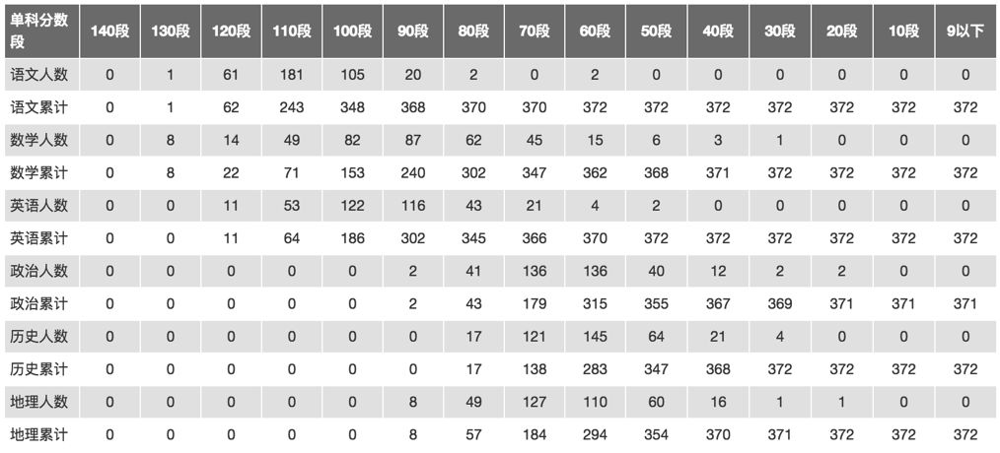 单科分数段 140段 130段 120段 110段 100段 90段 80段 70段 60段 50段 40段 30段 20段 10段 9以下
语文人数 0 1 61 181 105 20 2 0 2 0 0 0 0 0 0
语文累计 0 1 62 243 348 368 370 370 372 372 372 372 372 372 372
数学人数 0 8 14 49 82 87 62 45 15 6 3 1 0 0 0
数学累计 0 8 22 71 153 240 302 347 362 368 371 372 372 372 372
英语人数 0 0 11 53 122 116 43 21 4 2 0 0 0 0 0
英语累计 0 0 11 64 186 302 345 366 370 372 372 372 372 372 372
政治人数 0 0 0 0 0 2 41 136 136 40 12 2 2 0 0
政治累计 0 0 0 0 0 2 43 179 315 355 367 369 371 371 371
历史人数 0 0 0 0 0 0 17 121 145 64 21 4 0 0 0
历史累计 0 0 0 0 0 0 17 138 283 347 368 372 372 372 372
地理人数 0 0 0 0 0 8 49 127 110 60 16 1 1 0 0
地理累计 0 0 0 0 0 8 57 184 294 354 370 371 372 372 372